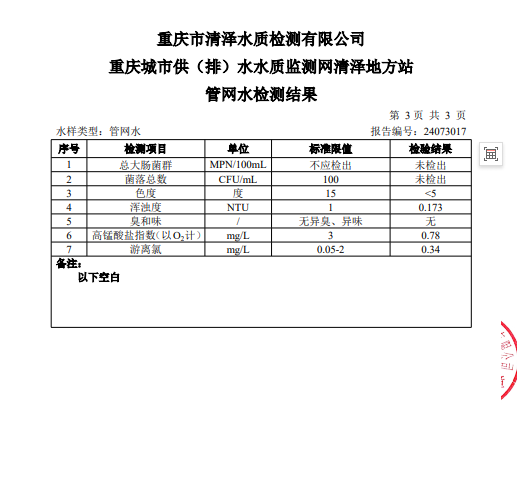 重庆市清泽水质检测有限公司
重庆城市供（排）水水质监测网清泽地方站
管网水检测结果
第 3 页 共 3 页
水样类型：管网水 报告编号：24073017
序号 检测项目 单位 标准限值 检验结果
1 总大肠菌群 MPN/100mL 不应检出 未检出
2 菌落总数 CFU/mL 100 未检出
3 色度 度 15 <5
4 浑浊度 NTU 1 0.173
5 臭和味 / 无异臭、异味 无
6 高锰酸盐指数（以O₂计） mg/L 3 0.78
7 游离氯 mg/L 0.05-2 0.34
备注：
以下空白